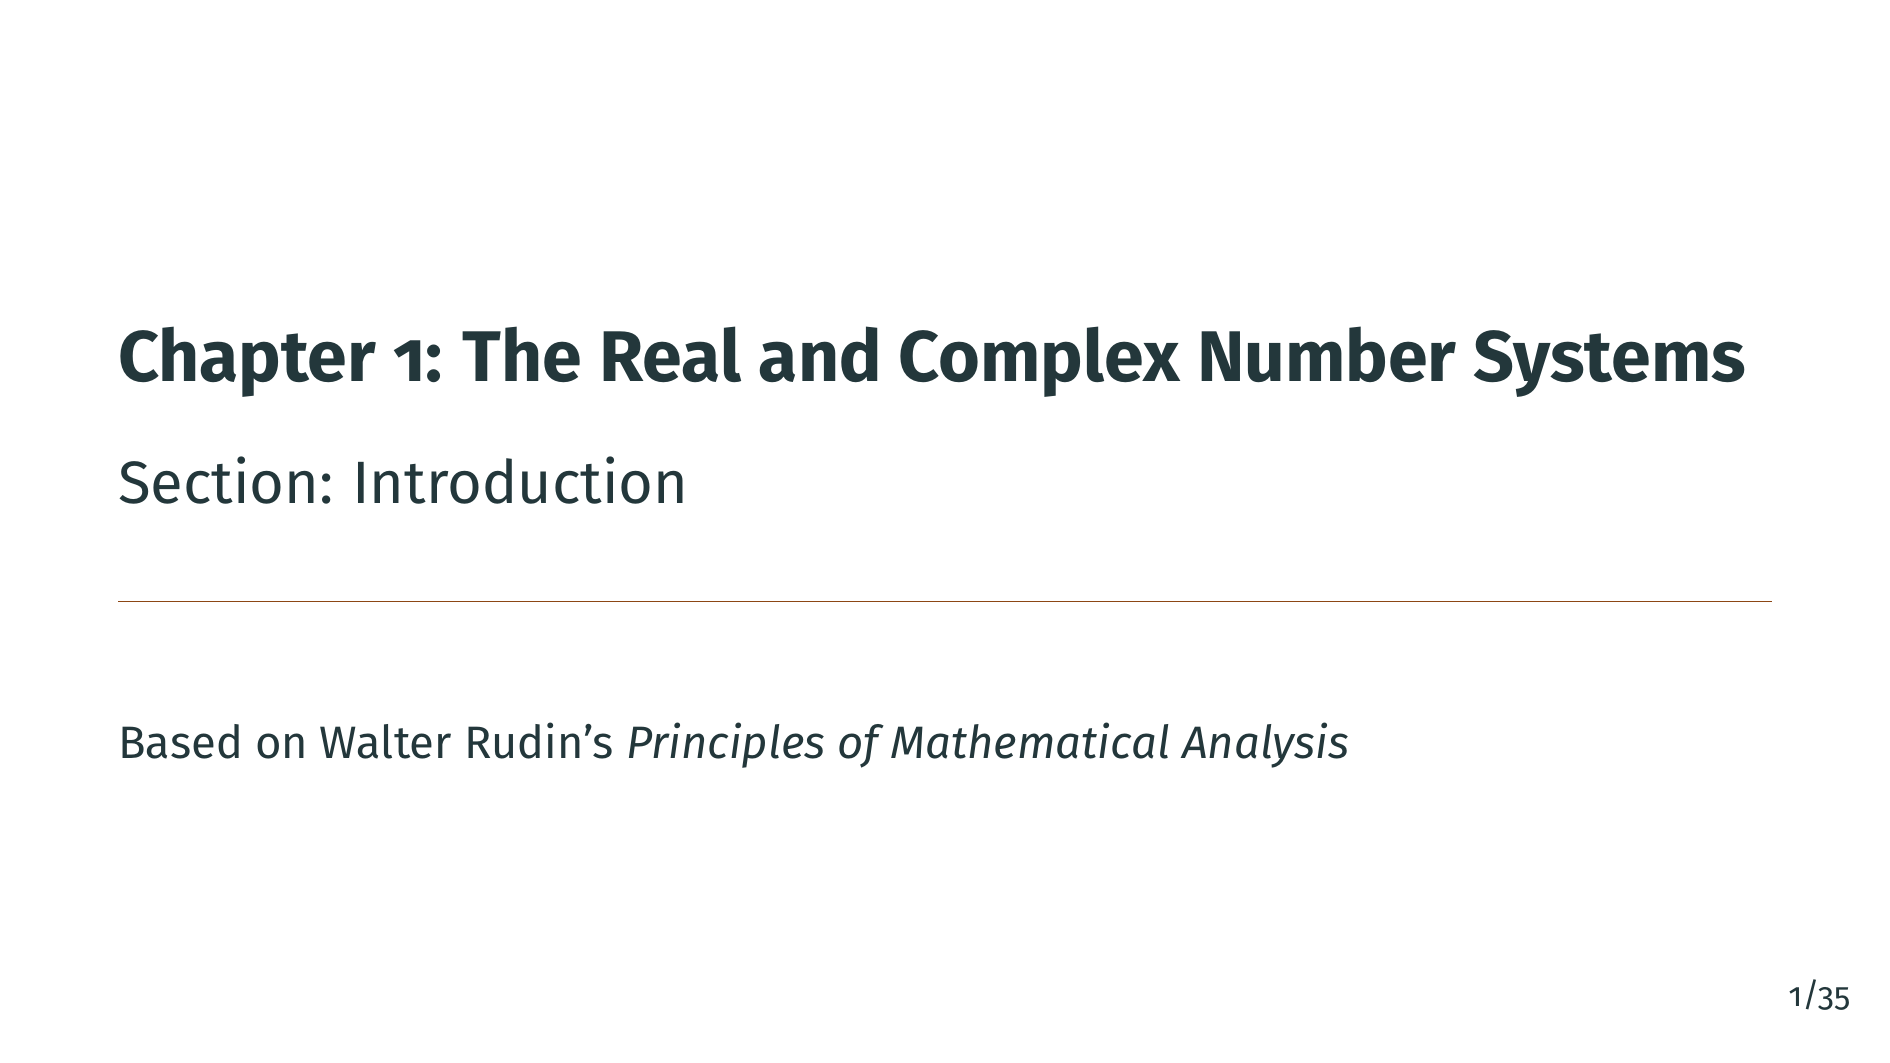 Chapter 1: The Real and Complex Number Systems
Section: Introduction
Based on Walter Rudin’s Principles of Mathematical Analysis
1/35